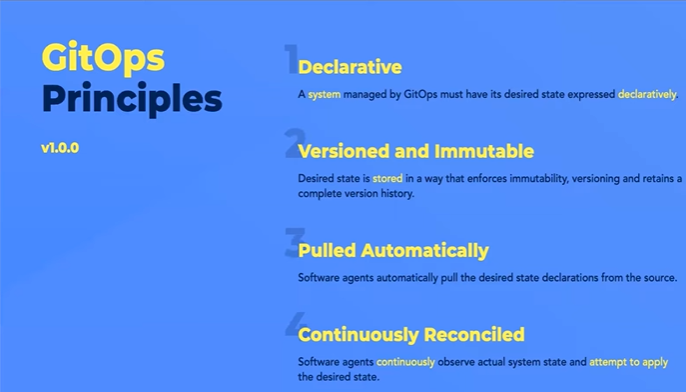 GitOps
Principles
v1.0.0
1
Declarative
A system managed by GitOps must have its desired state expressed declaratively.
2
Versioned and Immutable
Desired state is stored in a way that enforces immutability, versioning and retains a
complete version history.
3
Pulled Automatically
Software agents automatically pull the desired state declarations from the source.
4
Continuously Reconciled
Software agents continuously observe actual system state and attempt to apply
the desired state.